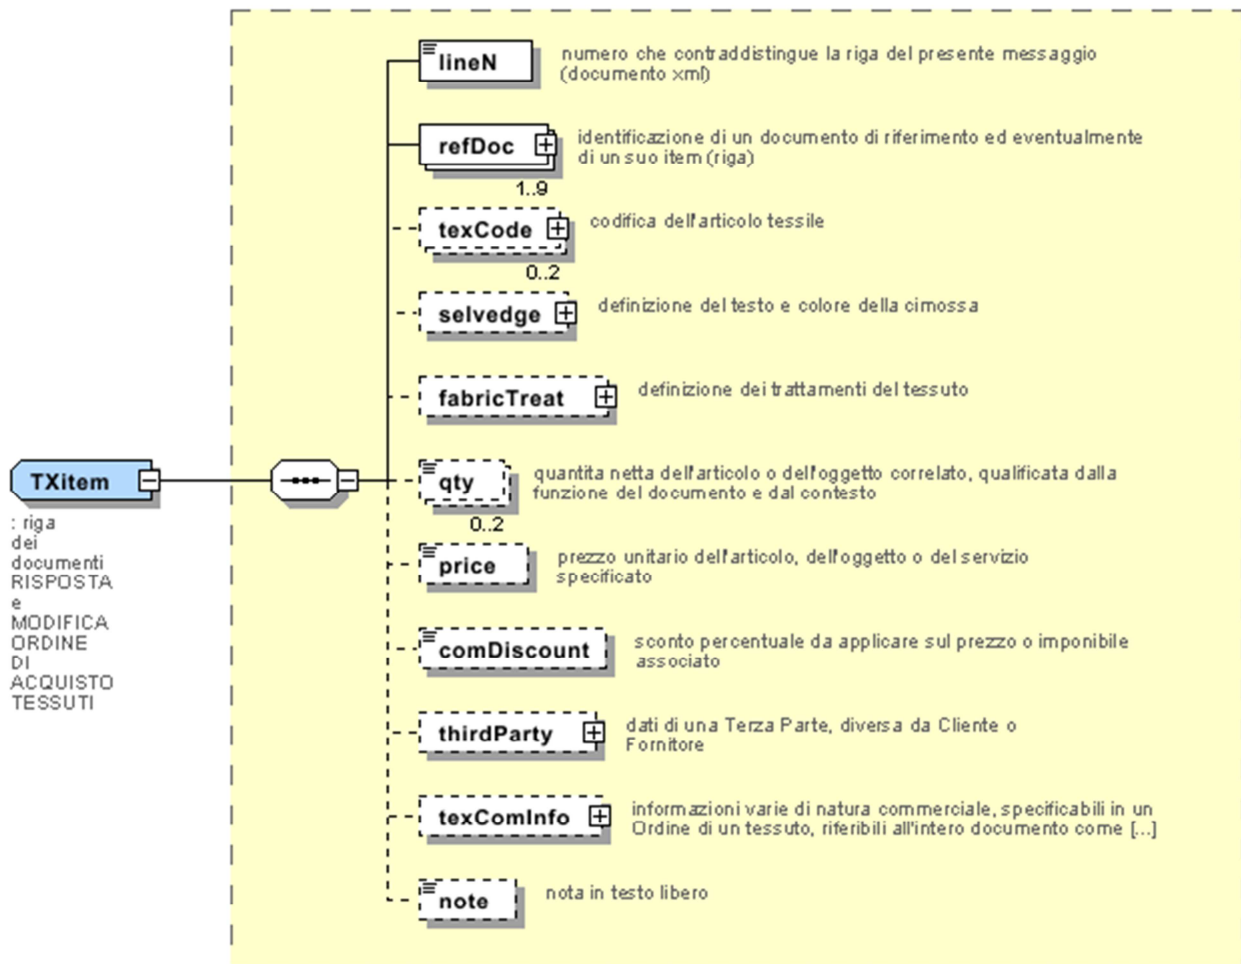 lineN
numero che contraddistingue la riga del presente messaggio
(documento xml)
refDoc
identificazione di un documento di riferimento ed eventualmente
di un suo item (riga)
1..9
texCode
codifica dell'articolo tessile
0..2
selvedge
definizione del testo e colore della cimossa
fabricTreat
definizione dei trattamenti del tessuto
TXitem
: riga
dei
documenti
RISPOSTA
e
MODIFICA
ORDINE
DI
ACQUISTO
TESSUTI
qty
quantita netta dell'articolo o dell'oggetto correlato, qualificata dalla
funzione del documento e dal contesto
0..2
price
prezzo unitario dell'articolo, dell'oggetto o del servizio
specificato
comDiscount
sconto percentuale da applicare sul prezzo o imponibile
associato
thirdParty
dati di una Terza Parte, diversa da Cliente o
Fornitore
texComInfo
informazioni varie di natura commerciale, specificabili in un
Ordine di un tessuto, riferibili all'intero documento come [...]
note
nota in testo libero